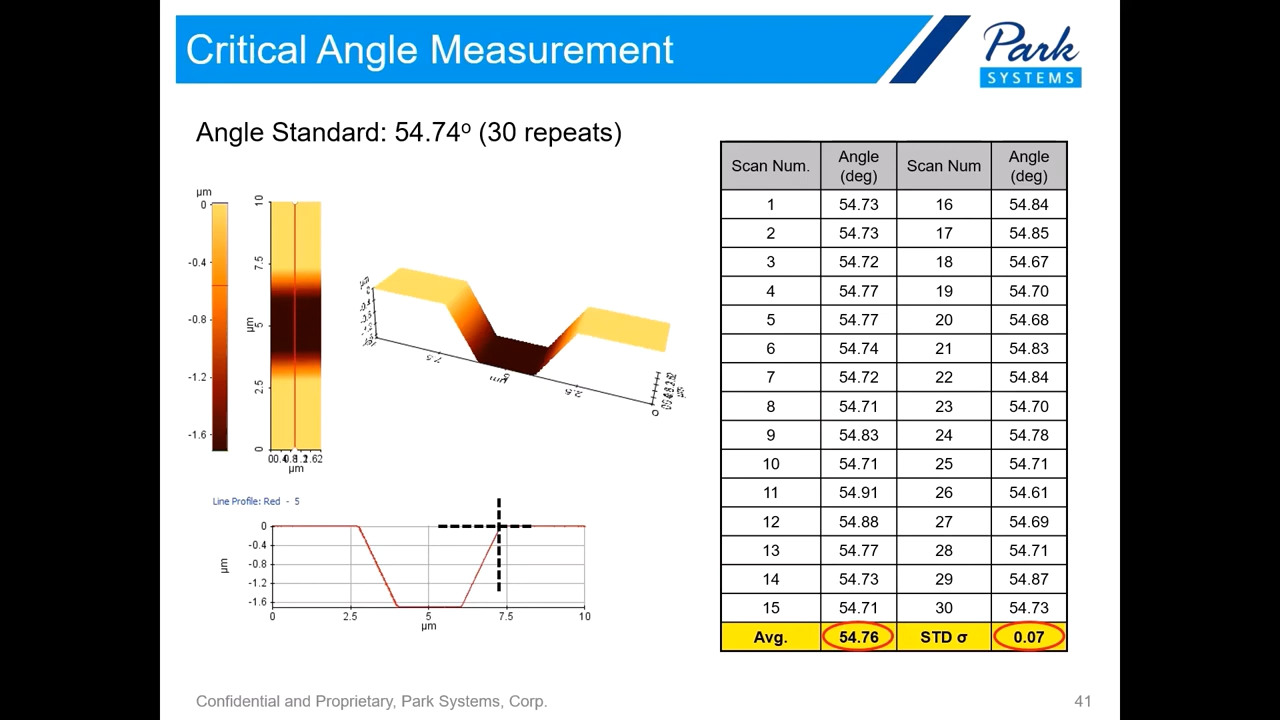 Critical Angle Measurement
Park
SYSTEMS
Angle Standard: 54.74º (30 repeats)
µm
0
-0.4
-0.8
-1.2
-1.6
10
7.5
5
2.5
0
µm
µm
7.5
µm
2.5
0
µm
Line Profile: Red - 5
0
-0.4
-0.8
-1.2
-1.6
µm
0 2.5 5 7.5 10
µm
Scan Num. Angle (deg) Scan Num Angle (deg)
1 54.73 16 54.84
2 54.73 17 54.85
3 54.72 18 54.67
4 54.77 19 54.70
5 54.77 20 54.68
6 54.74 21 54.83
7 54.72 22 54.84
8 54.71 23 54.70
9 54.83 24 54.78
10 54.71 25 54.71
11 54.91 26 54.61
12 54.88 27 54.69
13 54.77 28 54.71
14 54.73 29 54.87
15 54.71 30 54.73
Avg. 54.76 STD σ 0.07
Confidential and Proprietary, Park Systems, Corp.
41